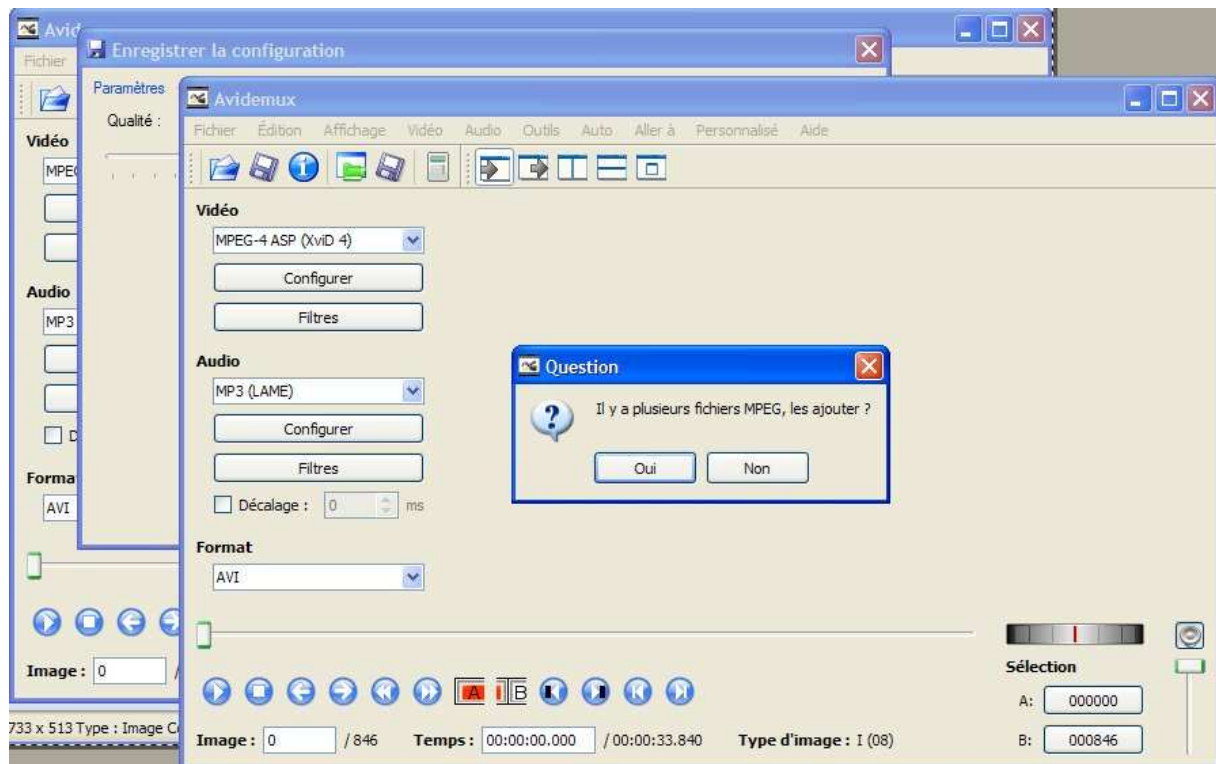 Avid
Enregistrer la configuration
Fichier
Paramètres
Qualité :
Vidéo
MPEG
Audio
MP3
D
Format
AVI
Image : 0 /
733 x 513 Type : Image C
Avidemux
Fichier Édition Affichage Vidéo Audio Outils Auto Aller à Personnalisé Aide
Vidéo
MPEG-4 ASP (XviD 4)
Configurer
Filtres
Audio
MP3 (LAME)
Configurer
Filtres
Décalage : 0 ms
Format
AVI
Question
Il y a plusieurs fichiers MPEG, les ajouter ?
Oui Non
A B
Sélection
A: 000000
B: 000846
Image : 0 / 846 Temps : 00:00:00.000 / 00:00:33.840 Type d'image : I (08)